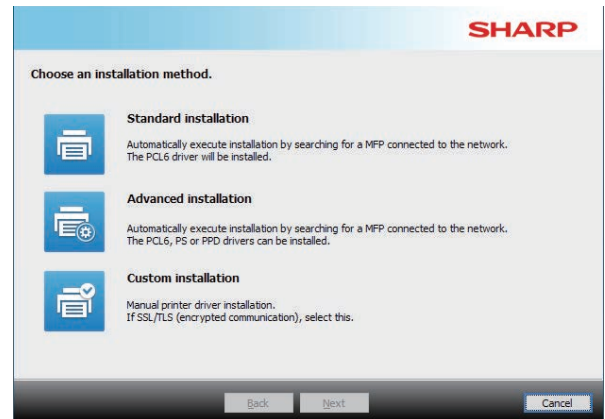 SHARP
Choose an installation method.
Standard installation
Automatically execute installation by searching for a MFP connected to the network.
The PCL6 driver will be installed.
Advanced installation
Automatically execute installation by searching for a MFP connected to the network.
The PCL6, PS or PPD drivers can be installed.
Custom installation
Manual printer driver installation.
If SSL/TLS (encrypted communication), select this.
Back Next Cancel